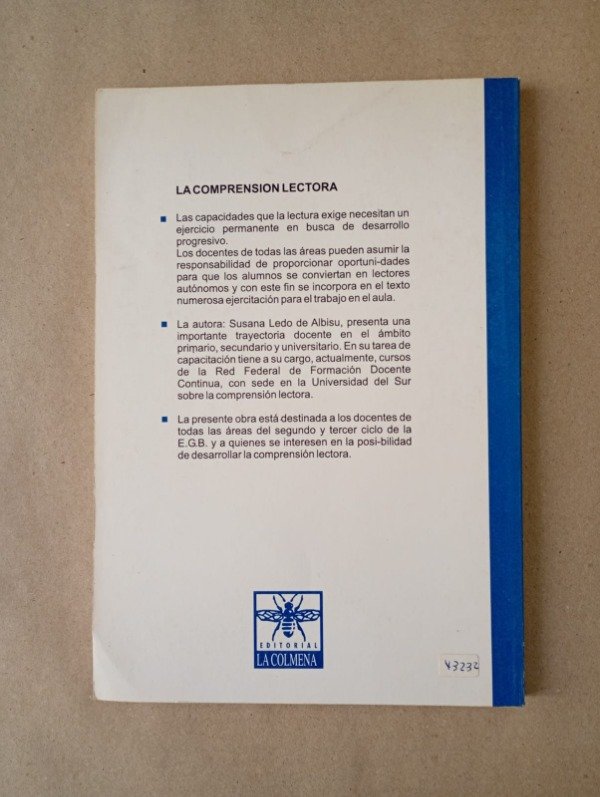 LA COMPRENSION LECTORA
Las capacidades que la lectura exige necesitan un
ejercicio permanente en busca de desarrollo
progresivo.
Los docentes de todas las áreas pueden asumir la
responsabilidad de proporcionar oportuni-dades
para que los alumnos se conviertan en lectores
autónomos y con este fin se incorpora en el texto
numerosa ejercitación para el trabajo en el aula.
La autora: Susana Ledo de Albisu, presenta una
importante trayectoria docente en el ámbito
primario, secundario y universitario. En su tarea de
capacitación tiene a su cargo, actualmente, cursos
de la Red Federal de Formación Docente
Continua, con sede en la Universidad del Sur
sobre la comprensión lectora.
La presente obra está destinada a los docentes de
todas las áreas del segundo y tercer ciclo de la
E.G.B. y a quienes se interesen en la posi-bilidad
de desarrollar la comprensión lectora.
EDITORIAL
LA COLMENA
43232